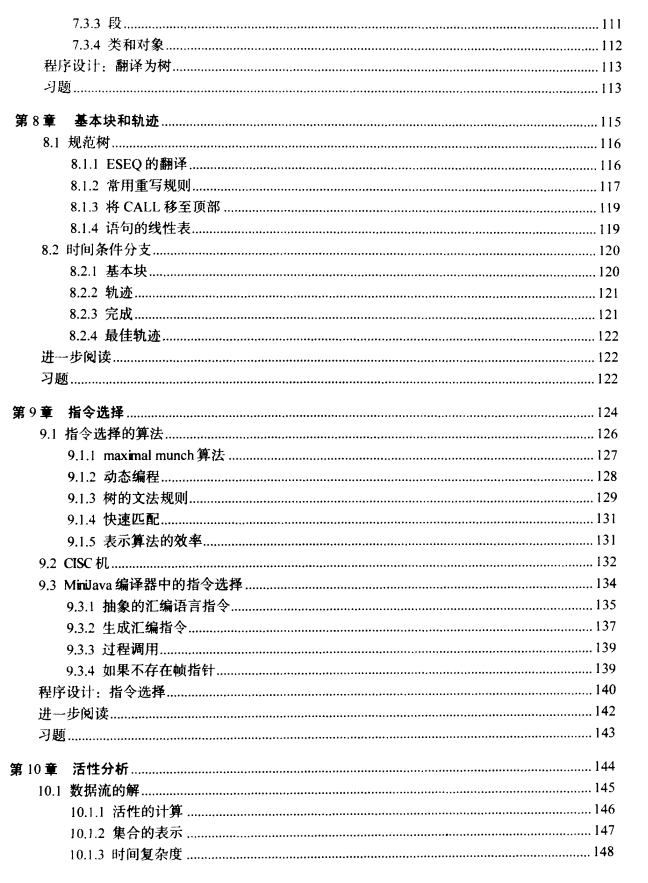 7.3.3 段 111
7.3.4 类和对象 112
程序设计：翻译为树 113
习题 113
第 8 章 基本块和轨迹 115
8.1 规范树 116
8.1.1 ESEQ 的翻译 116
8.1.2 常用重写规则 117
8.1.3 将 CALL 移至顶部 119
8.1.4 语句的线性表 119
8.2 时间条件分支 120
8.2.1 基本块 120
8.2.2 轨迹 121
8.2.3 完成 121
8.2.4 最佳轨迹 122
进一步阅读 122
习题 122
第 9 章 指令选择 124
9.1 指令选择的算法 126
9.1.1 maximal munch 算法 127
9.1.2 动态编程 128
9.1.3 树的文法规则 129
9.1.4 快速匹配 131
9.1.5 表示算法的效率 131
9.2 CISC 机 132
9.3 MiniJava 编译器中的指令选择 134
9.3.1 抽象的汇编语言指令 135
9.3.2 生成汇编指令 137
9.3.3 过程调用 139
9.3.4 如果不存在帧指针 139
程序设计：指令选择 140
进一步阅读 142
习题 143
第 10 章 活性分析 144
10.1 数据流的解 145
10.1.1 活性的计算 146
10.1.2 集合的表示 147
10.1.3 时间复杂度 148